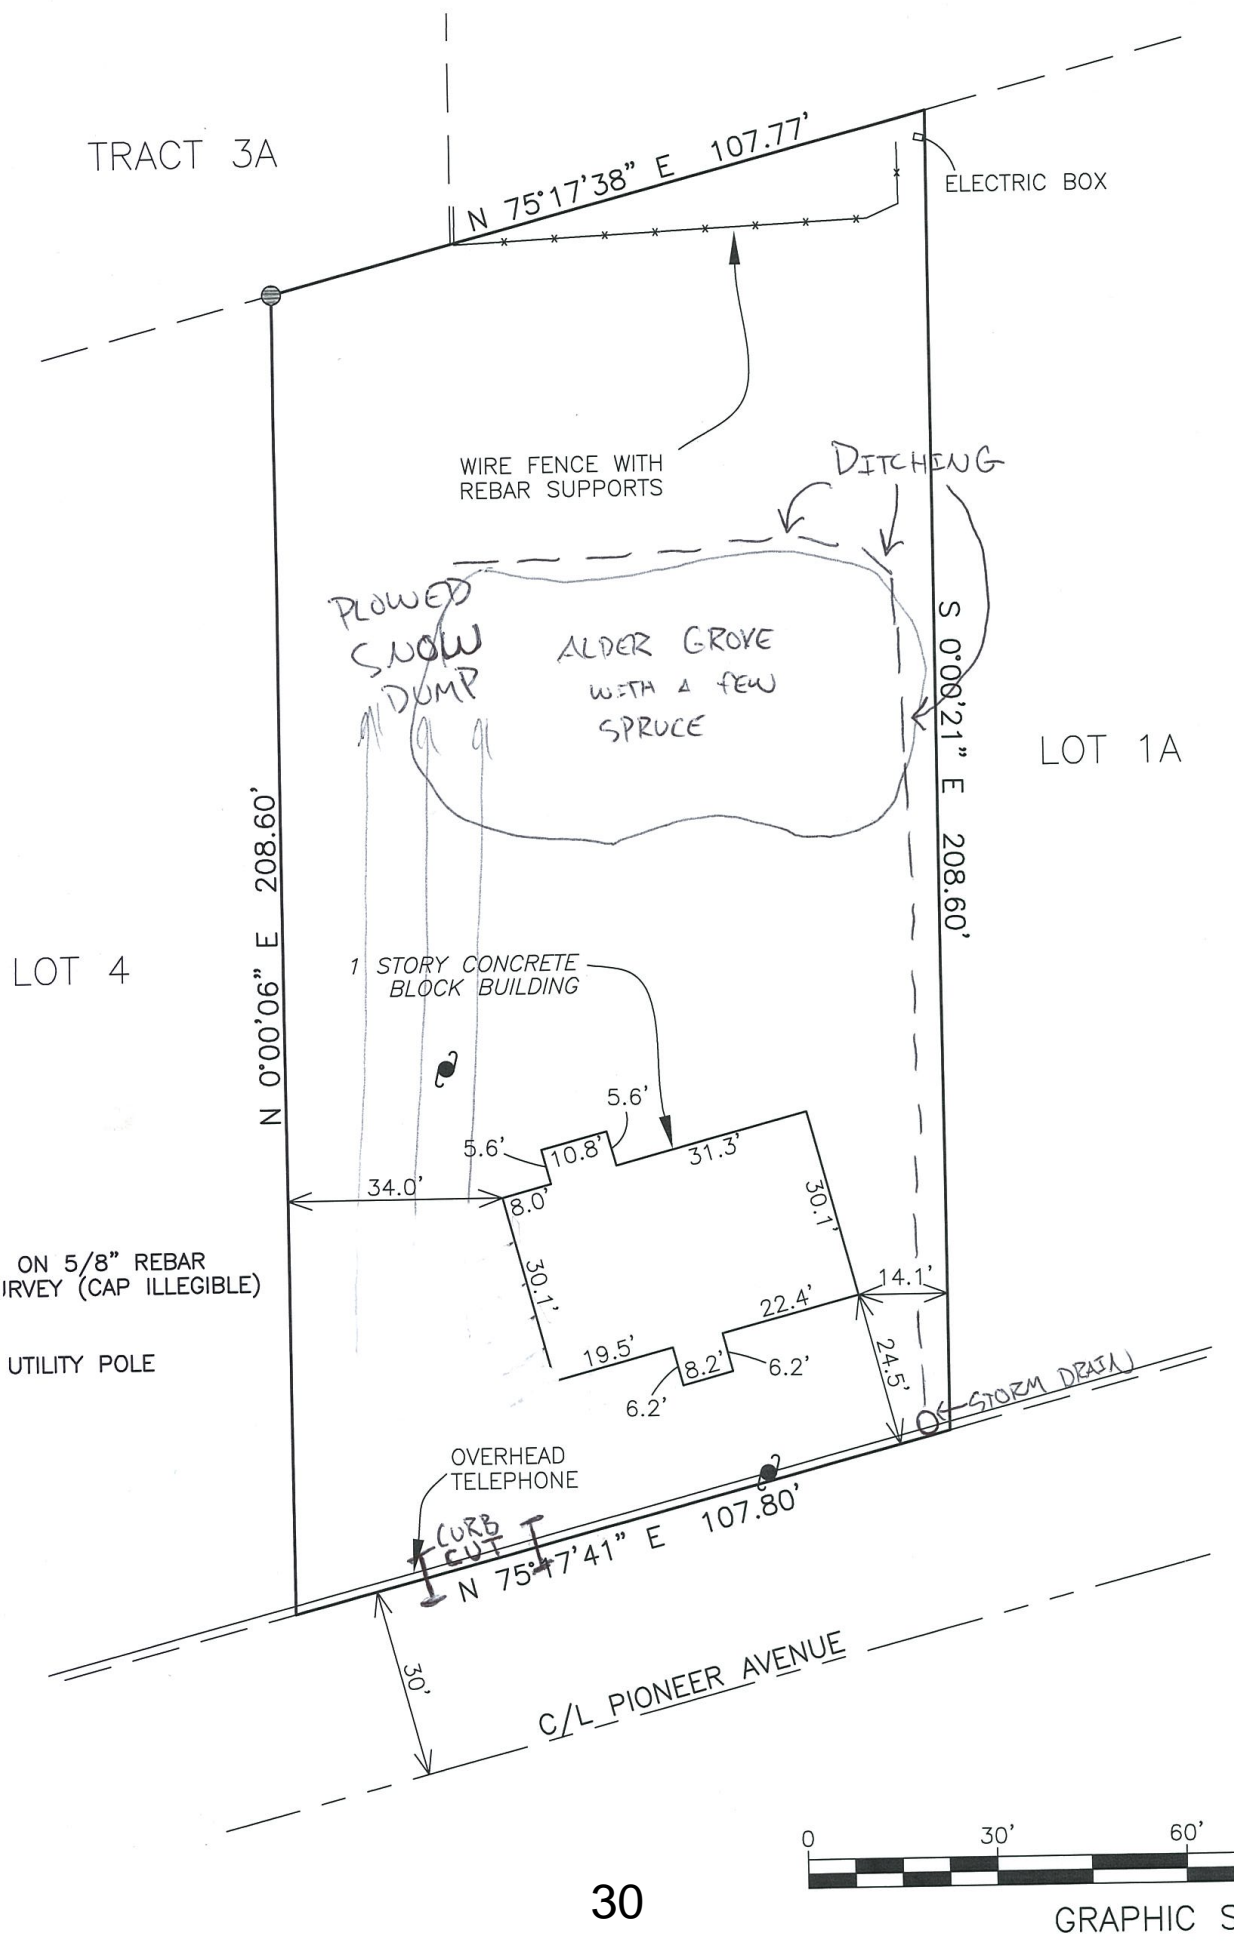 TRACT 3A
N 75°17'38" E 107.77'
ELECTRIC BOX
WIRE FENCE WITH
REBAR SUPPORTS
DITCHING
PLOWED
SNOW
DUMP
ALDER GROVE
WITH A FEW
SPRUCE
S 0°00'21" E 208.60'
LOT 1A
N 0°00'06" E 208.60'
LOT 4
1 STORY CONCRETE
BLOCK BUILDING
5.6'
5.6'
10.8'
31.3'
34.0'
8.0'
30.1'
30.1'
ON 5/8" REBAR
URVEY (CAP ILLEGIBLE)
14.1'
22.4'
19.5'
8.2'
6.2'
6.2'
24.5'
UTILITY POLE
STORM DRAIN
OVERHEAD
TELEPHONE
CURB
CUT
N 75°17'41" E 107.80'
30'
C/L PIONEER AVENUE
0 30' 60'
30
GRAPHIC S